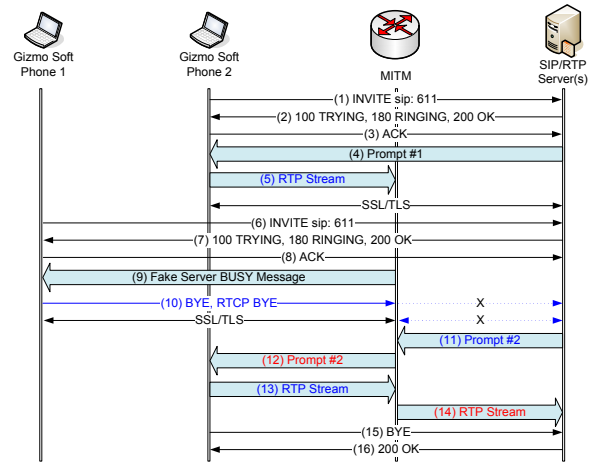 Gizmo Soft
Phone 1
Gizmo Soft
Phone 2
MITM
SIP/RTP
Server(s)
(1) INVITE sip: 611
(2) 100 TRYING, 180 RINGING, 200 OK
(3) ACK
(4) Prompt #1
(5) RTP Stream
SSL/TLS
(6) INVITE sip: 611
(7) 100 TRYING, 180 RINGING, 200 OK
(8) ACK
(9) Fake Server BUSY Message
(10) BYE, RTCP BYE
X
SSL/TLS
X
(11) Prompt #2
(12) Prompt #2
(13) RTP Stream
(14) RTP Stream
(15) BYE
(16) 200 OK